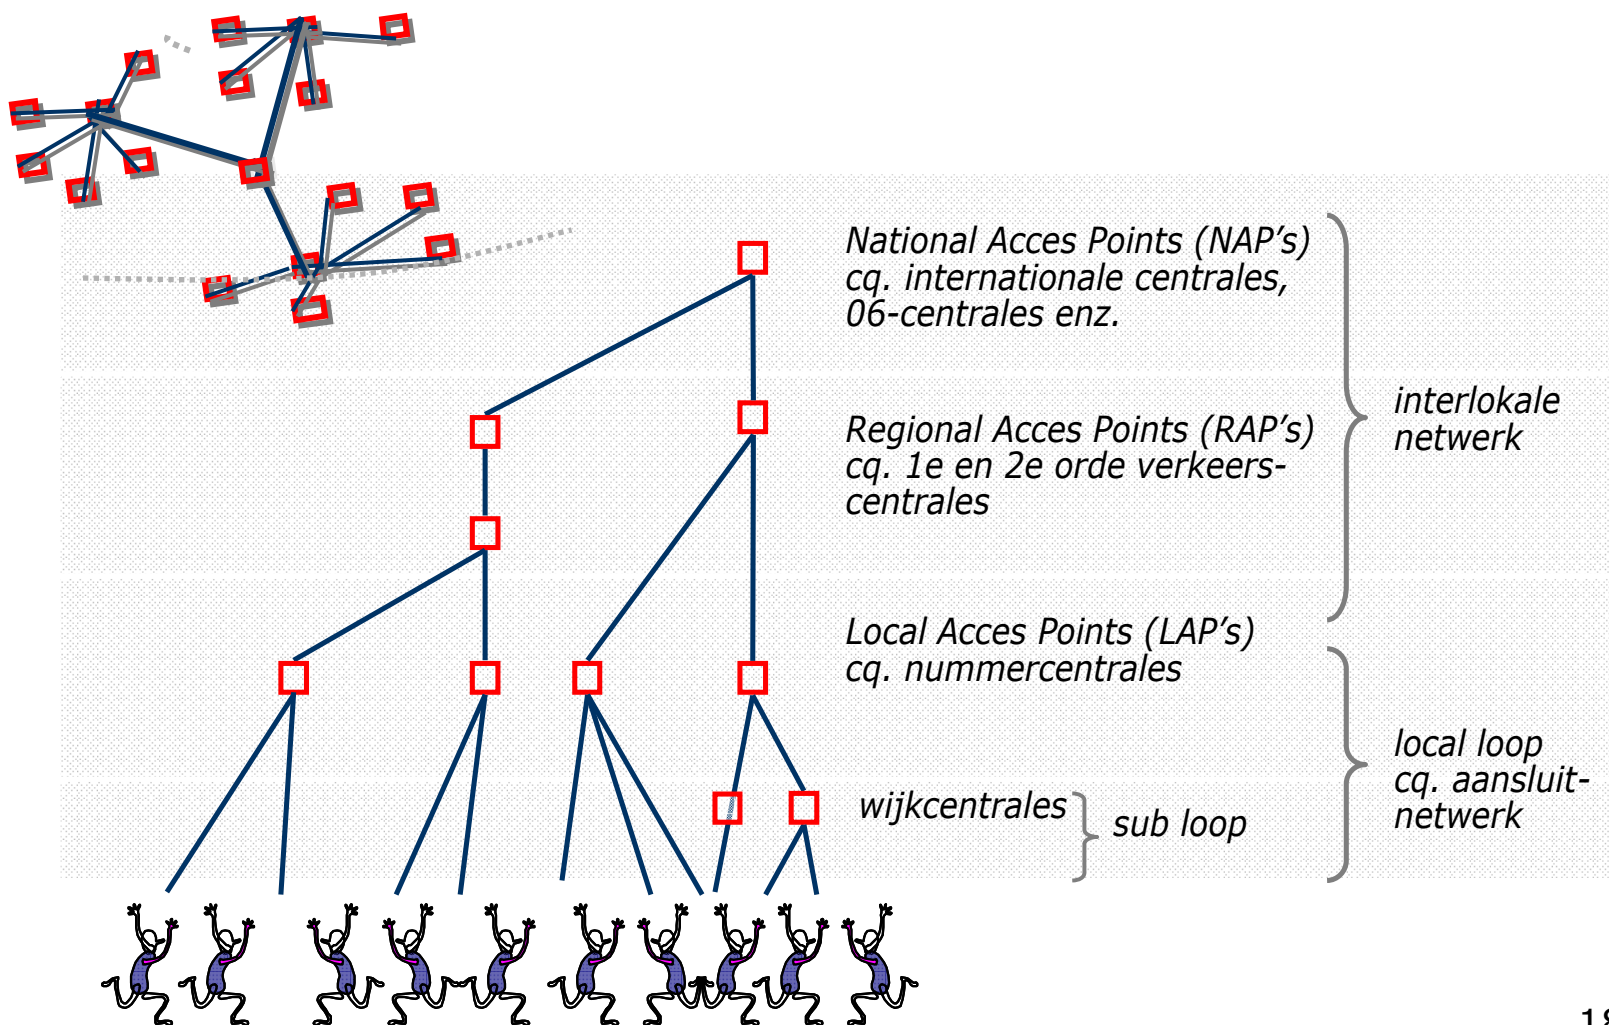 National Acces Points (NAP's)
cq. internationale centrales,
06-centrales enz.
interlokale
netwerk
Regional Acces Points (RAP's)
cq. 1e en 2e orde verkeers-
centrales
Local Acces Points (LAP's)
cq. nummercentrales
local loop
cq. aansluit-
netwerk
wijkcentrales
sub loop